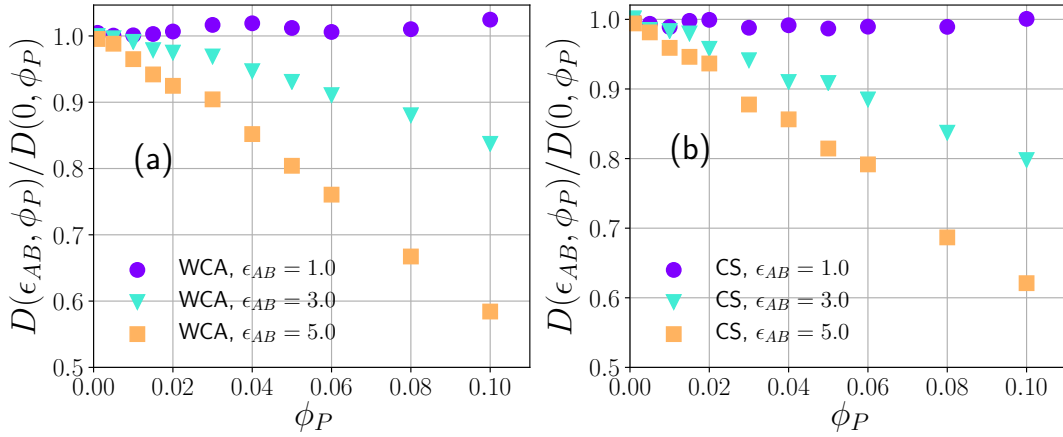 D(ϵ_AB, ϕ_P)/D(0, ϕ_P)
1.0
0.9
0.8
0.7
0.6
0.5
(a)
WCA, ϵ_AB = 1.0
WCA, ϵ_AB = 3.0
WCA, ϵ_AB = 5.0
0.00 0.02 0.04 0.06 0.08 0.10
ϕ_P
D(ϵ_AB, ϕ_P)/D(0, ϕ_P)
1.0
0.9
0.8
0.7
0.6
0.5
(b)
CS, ϵ_AB = 1.0
CS, ϵ_AB = 3.0
CS, ϵ_AB = 5.0
0.00 0.02 0.04 0.06 0.08 0.10
ϕ_P